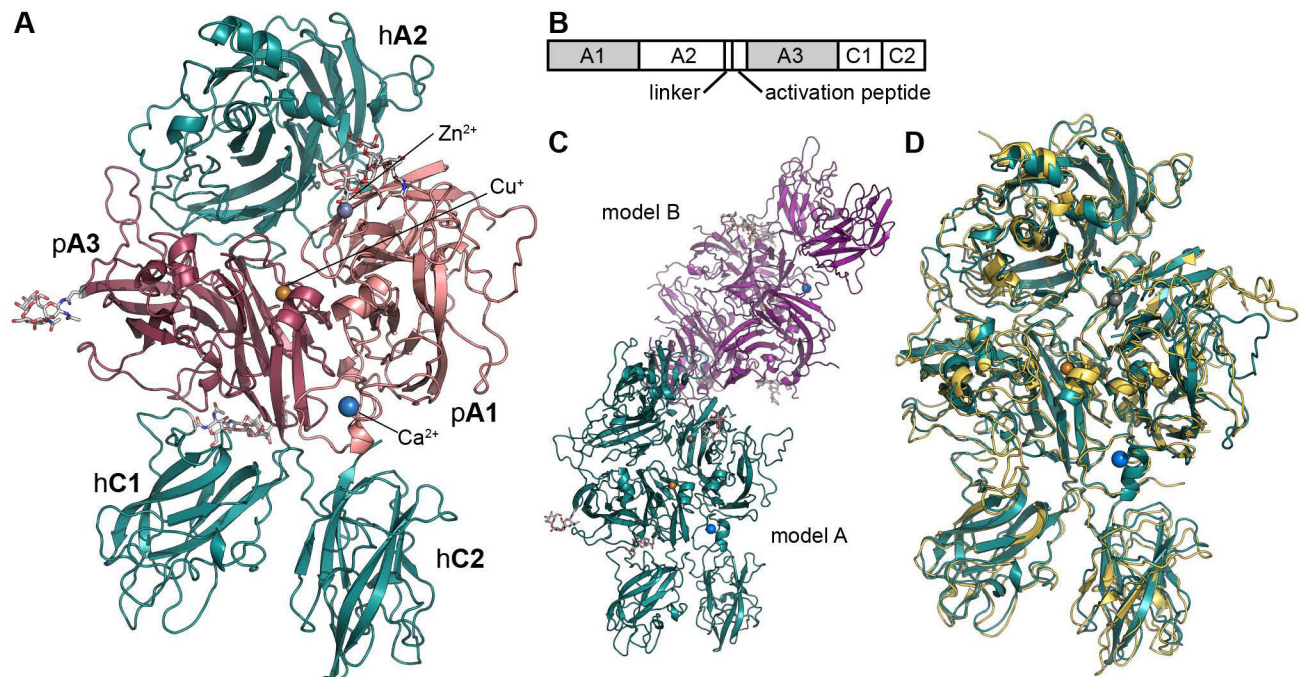 A
hA2
Zn²⁺
Cu⁺
pA3
pA1
Ca²⁺
hC1
hC2
B
A1 A2 A3 C1 C2
linker activation peptide
C
model B
model A
D